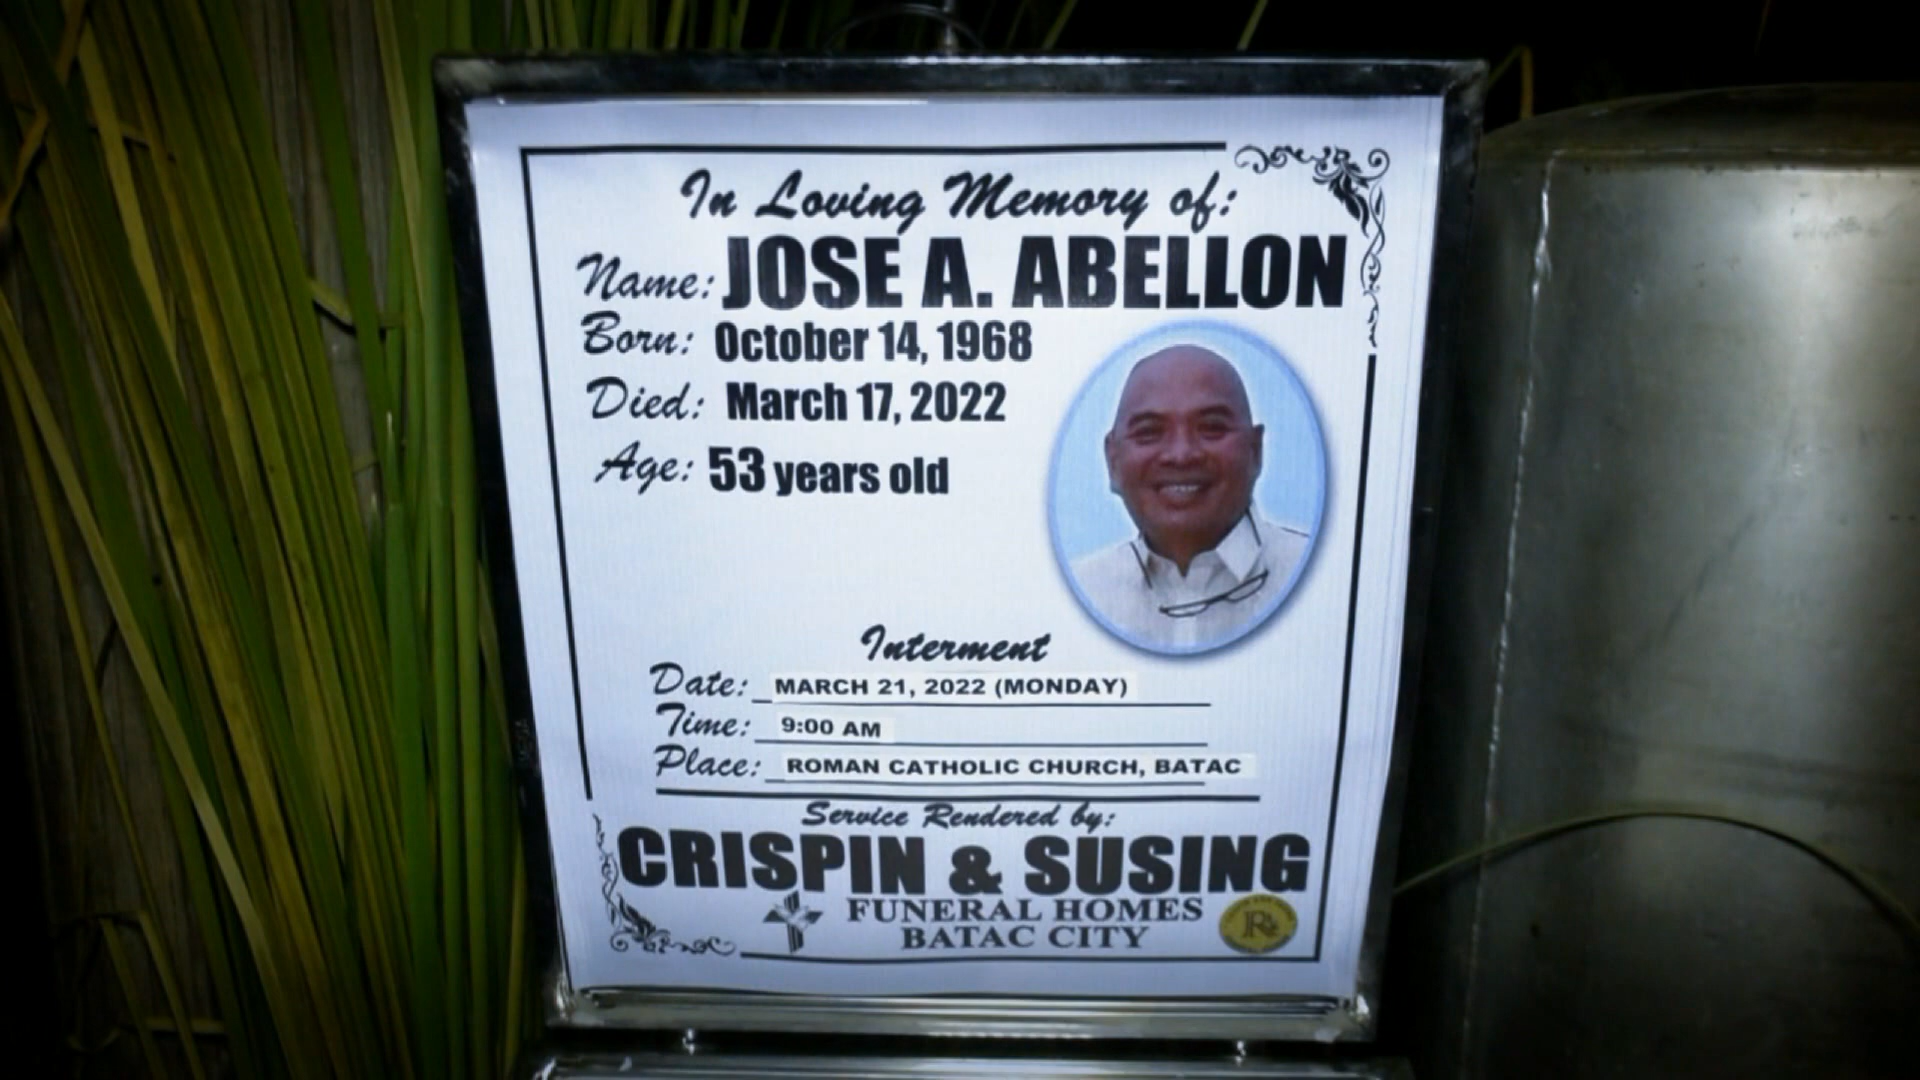 In Loving Memory of:
Name: JOSE A. ABELLON
Born: October 14, 1968
Died: March 17, 2022
Age: 53 years old
Interment
Date: MARCH 21, 2022 (MONDAY)
Time: 9:00 AM
Place: ROMAN CATHOLIC CHURCH, BATAC
Service Rendered by:
CRISPIN & SUSING
FUNERAL HOMES
BATAC CITY